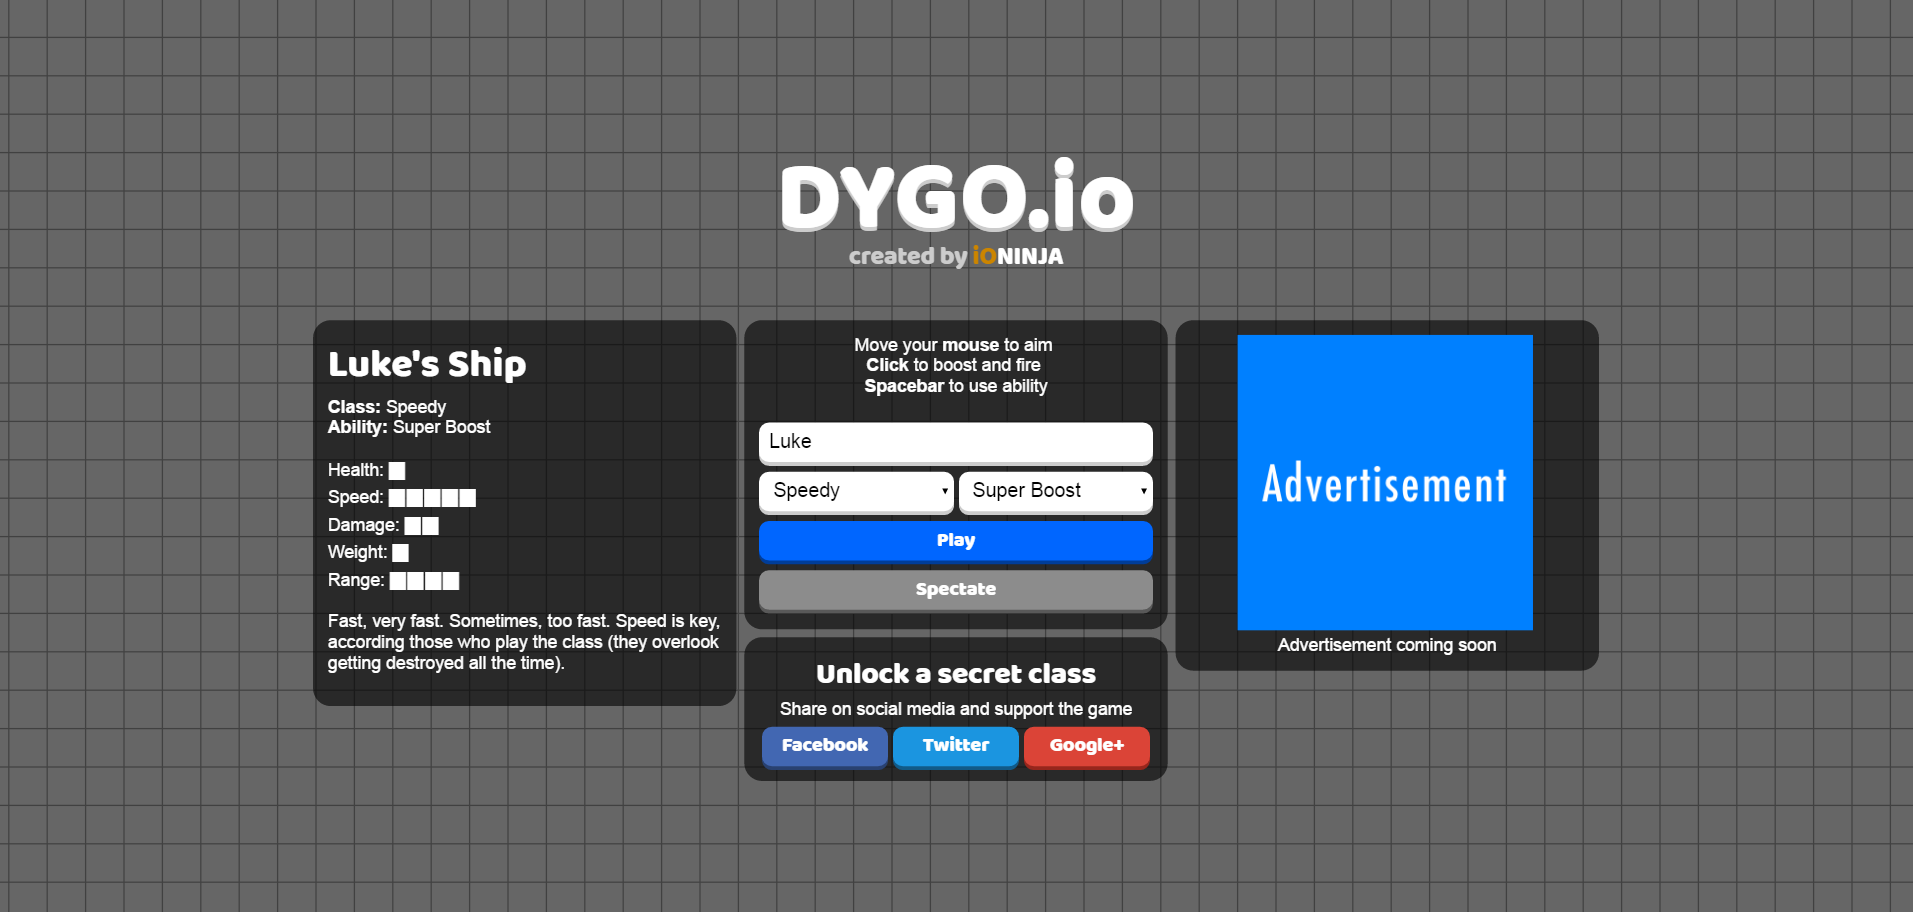 DYGO.io
created by iONINJA
Luke's Ship
Class: Speedy
Ability: Super Boost
Health:
Speed:
Damage:
Weight:
Range:
Fast, very fast. Sometimes, too fast. Speed is key,
according those who play the class (they overlook
getting destroyed all the time).
Move your mouse to aim
Click to boost and fire
Spacebar to use ability
Luke
Speedy
Super Boost
Play
Spectate
Unlock a secret class
Share on social media and support the game
Facebook
Twitter
Google+
Advertisement
Advertisement coming soon